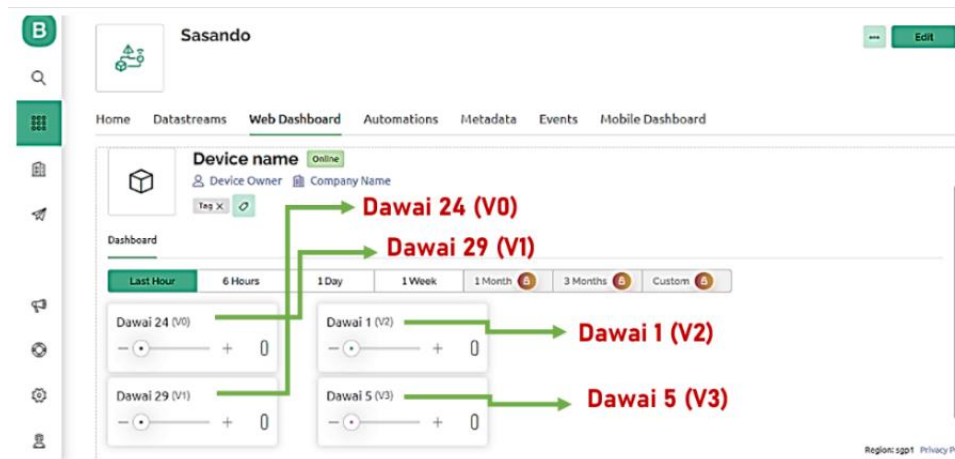 B
Sasando
Edit
Home Datastreams Web Dashboard Automations Metadata Events Mobile Dashboard
Device name Online
Device Owner Company Name
Tag X
Dawai 24 (V0)
Dawai 29 (V1)
Dashboard
Last Hour 6 Hours 1 Day 1 Week 1 Month 3 Months Custom
Dawai 24 (V0) Dawai 1 (V2)
Dawai 1 (V2)
− + 0 − + 0
Dawai 29 (V1) Dawai 5 (V3)
Dawai 5 (V3)
− + 0 − + 0
Region: sgp1 Privacy P